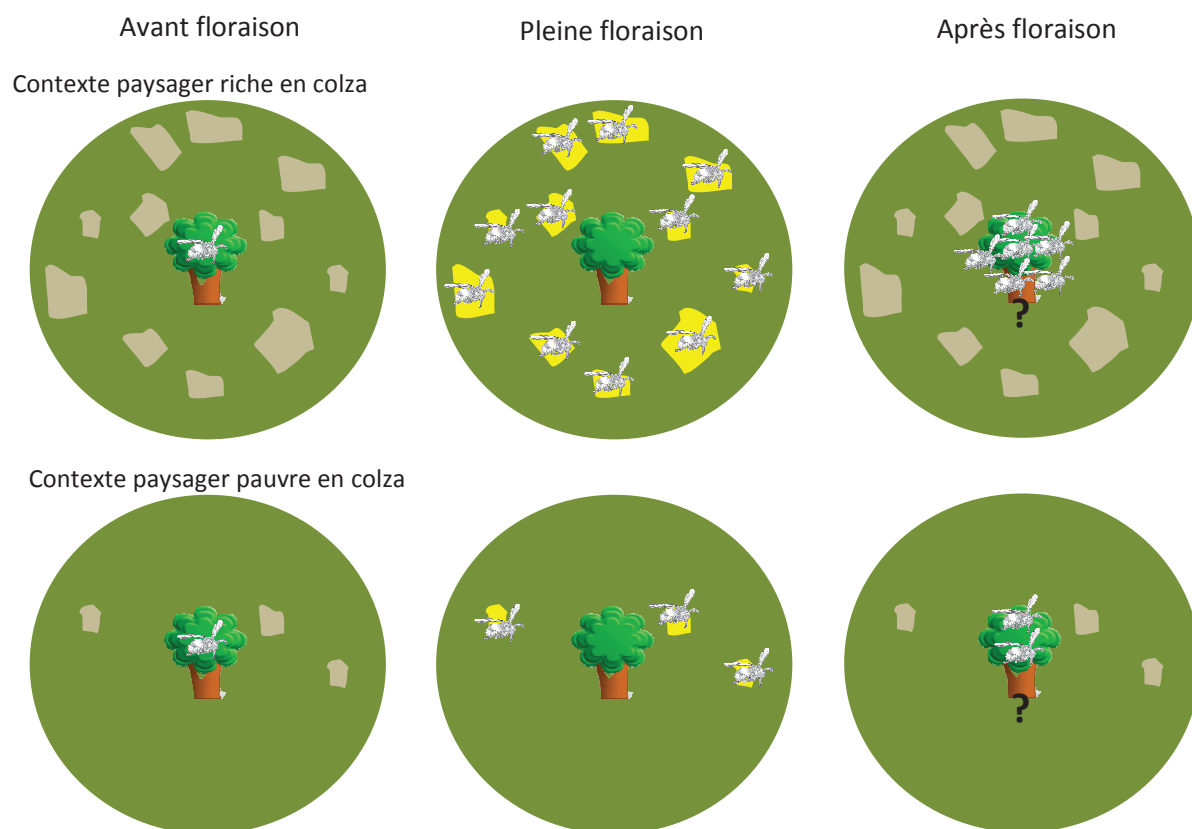 Avant floraison
Pleine floraison
Après floraison
Contexte paysager riche en colza
?
Contexte paysager pauvre en colza
?